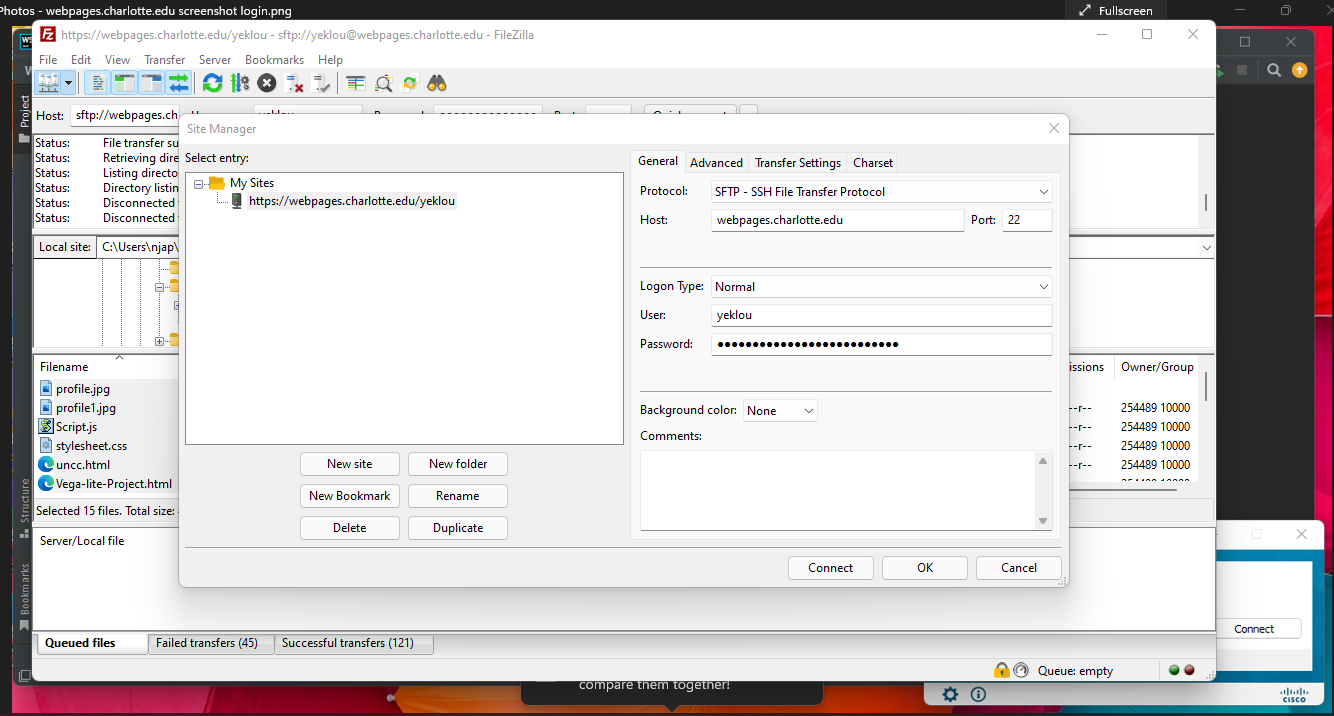 Photos - webpages.charlotte.edu screenshot login.png
Fullscreen
https://webpages.charlotte.edu/yeklou - sftp://yeklou@webpages.charlotte.edu - FileZilla
File Edit View Transfer Server Bookmarks Help
Host: sftp://webpages.ch
Site Manager
Status: File transfer su
Status: Retrieving dire
Status: Listing directo
Status: Directory listin
Status: Disconnected
Status: Disconnected
Local site: C:\Users\njap\
Filename
profile.jpg
profile1.jpg
Script.js
stylesheet.css
uncc.html
Vega-lite-Project.html
Selected 15 files. Total size:
Server/Local file
Select entry:
My Sites
https://webpages.charlotte.edu/yeklou
New site New folder
New Bookmark Rename
Delete Duplicate
General Advanced Transfer Settings Charset
Protocol: SFTP - SSH File Transfer Protocol
Host: webpages.charlotte.edu Port: 22
Logon Type: Normal
User: yeklou
Password: ●●●●●●●●●●●●●●●●●●●●●●●●●●
Background color: None
Comments:
Connect OK Cancel
issions Owner/Group
--r-- 254489 10000
--r-- 254489 10000
--r-- 254489 10000
--r-- 254489 10000
Queued files Failed transfers (45) Successful transfers (121)
Queue: empty
Project
Structure
Bookmarks
Connect
compare them together!
cisco